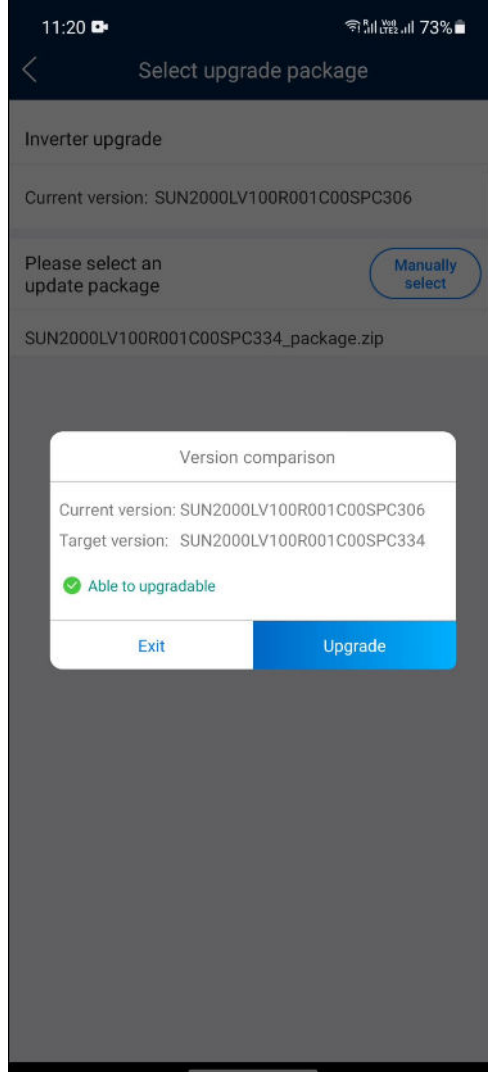 11:20 73%
Select upgrade package
Inverter upgrade
Current version: SUN2000LV100R001C00SPC306
Please select an
update package
Manually
select
SUN2000LV100R001C00SPC334_package.zip
Version comparison
Current version: SUN2000LV100R001C00SPC306
Target version: SUN2000LV100R001C00SPC334
Able to upgradable
Exit
Upgrade